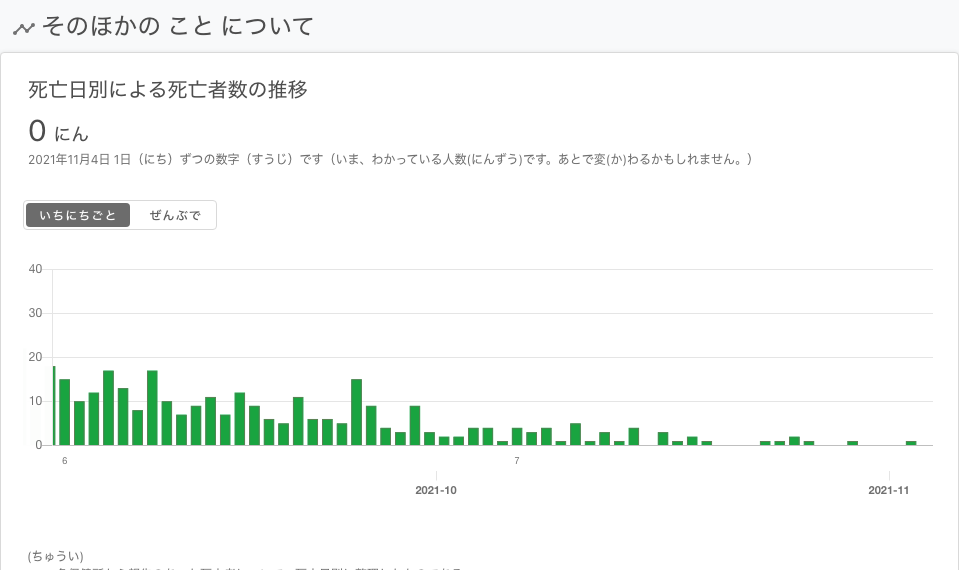 そのほかの こと について
死亡日別による死亡者数の推移
0 にん
2021年11月4日 1日（にち）ずつの数字（すうじ）です（いま、わかっている人数(にんずう)です。あとで変(か)わるかもしれません。）
いちにちごと ぜんぶで
40
30
20
10
0
6 7
2021-10 2021-11
(ちゅうい)